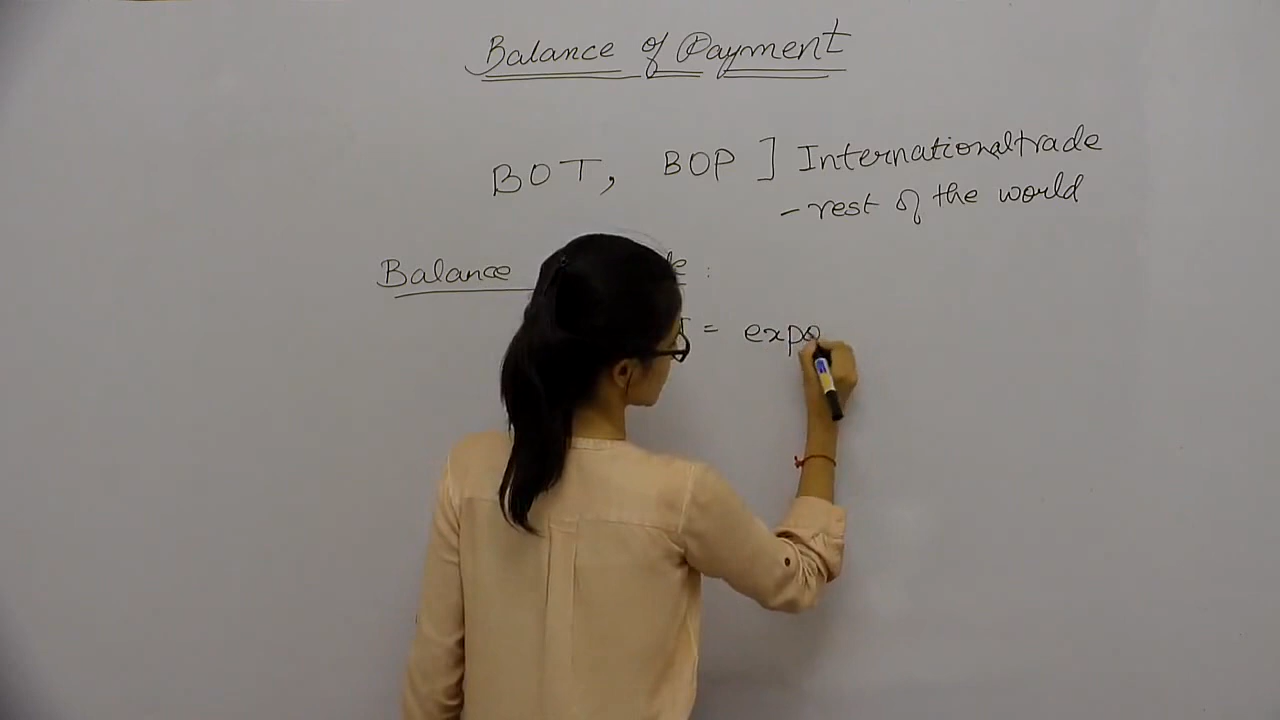 Balance of Payment
BOT, BOP ] International trade
- rest of the world
Balance :
= expo